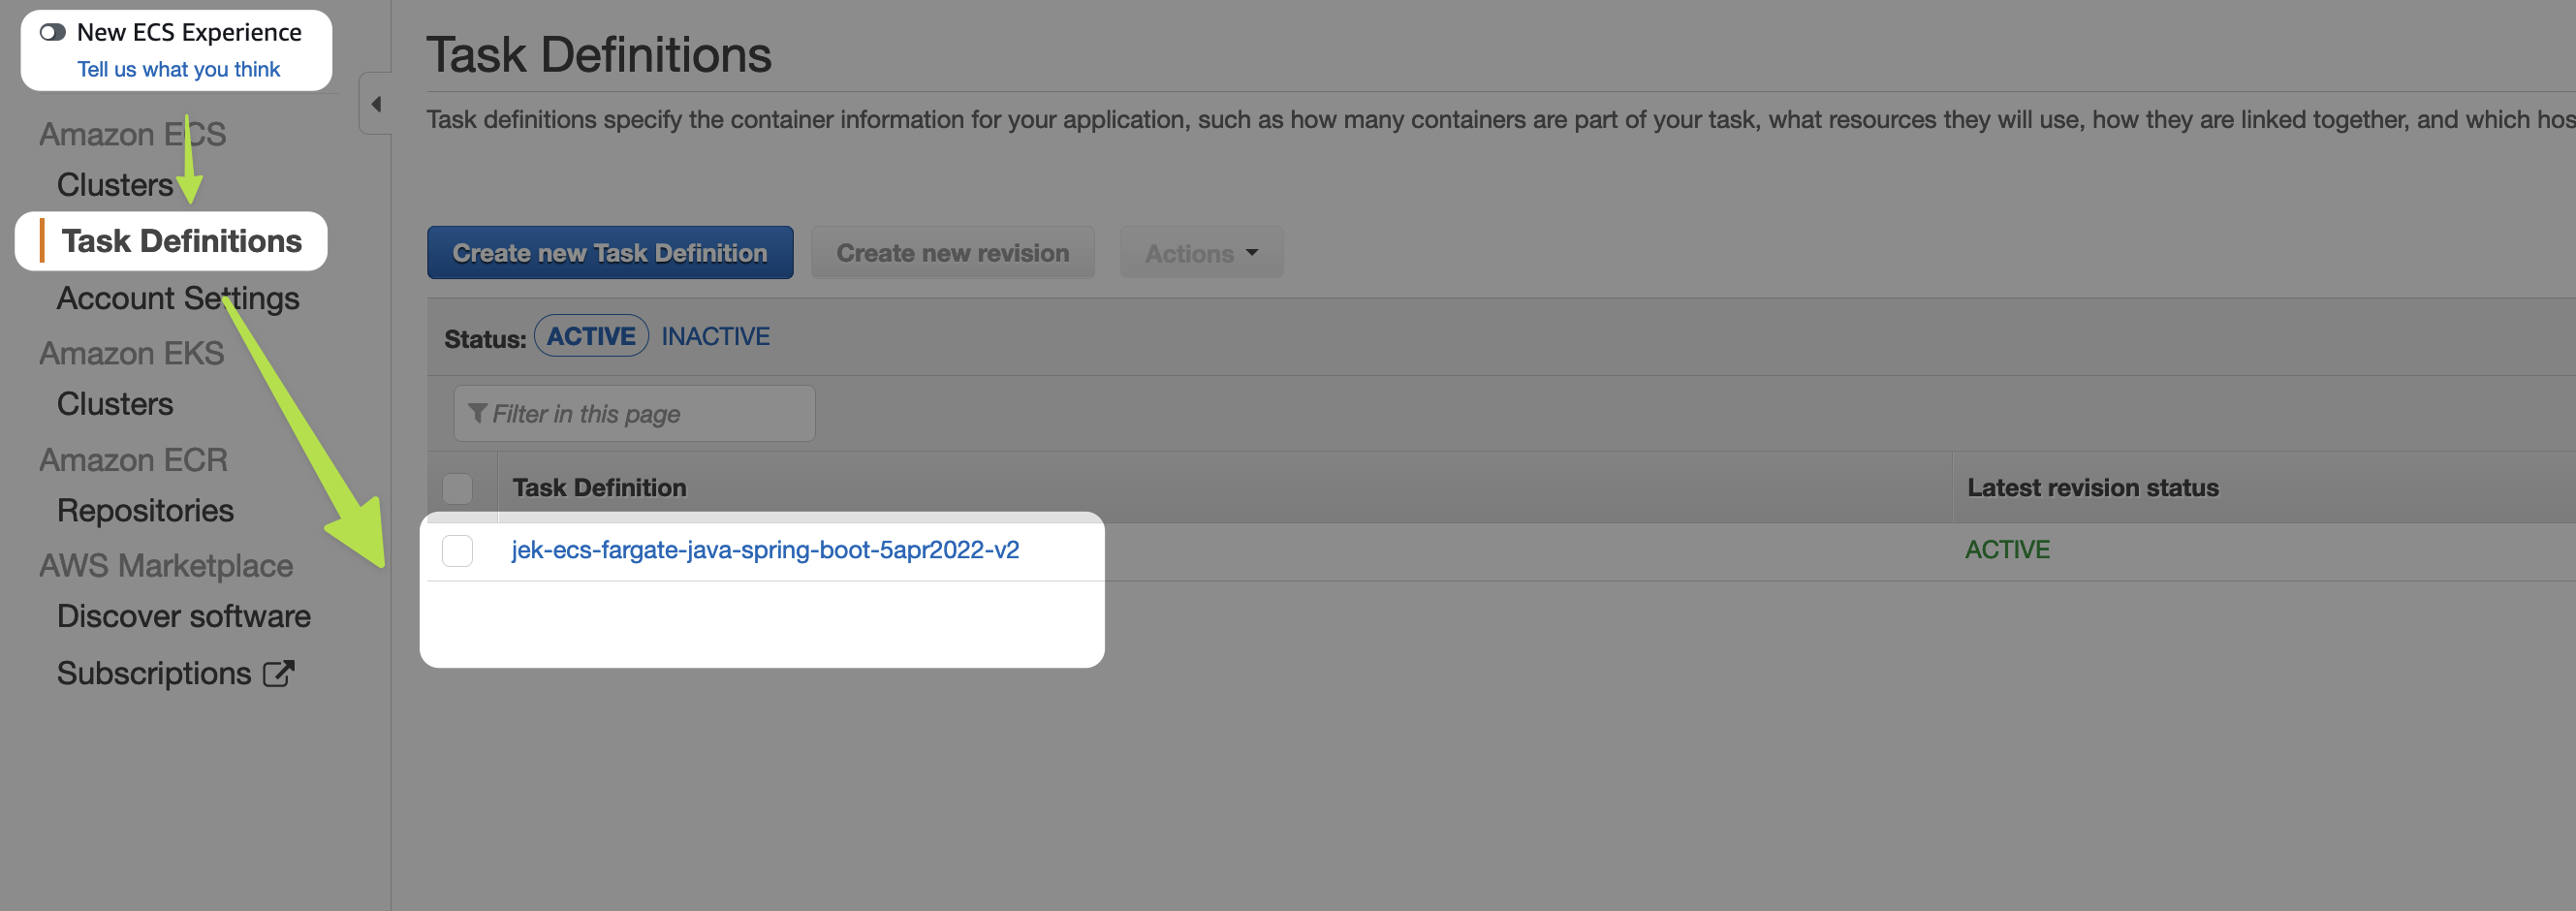 New ECS Experience
Tell us what you think
Amazon ECS
Clusters
Task Definitions
Account Settings
Amazon EKS
Clusters
Amazon ECR
Repositories
AWS Marketplace
Discover software
Subscriptions
Task Definitions
Task definitions specify the container information for your application, such as how many containers are part of your task, what resources they will use, how they are linked together, and which hos
Create new Task Definition Create new revision Actions
Status: ACTIVE INACTIVE
Filter in this page
Task Definition Latest revision status
jek-ecs-fargate-java-spring-boot-5apr2022-v2 ACTIVE